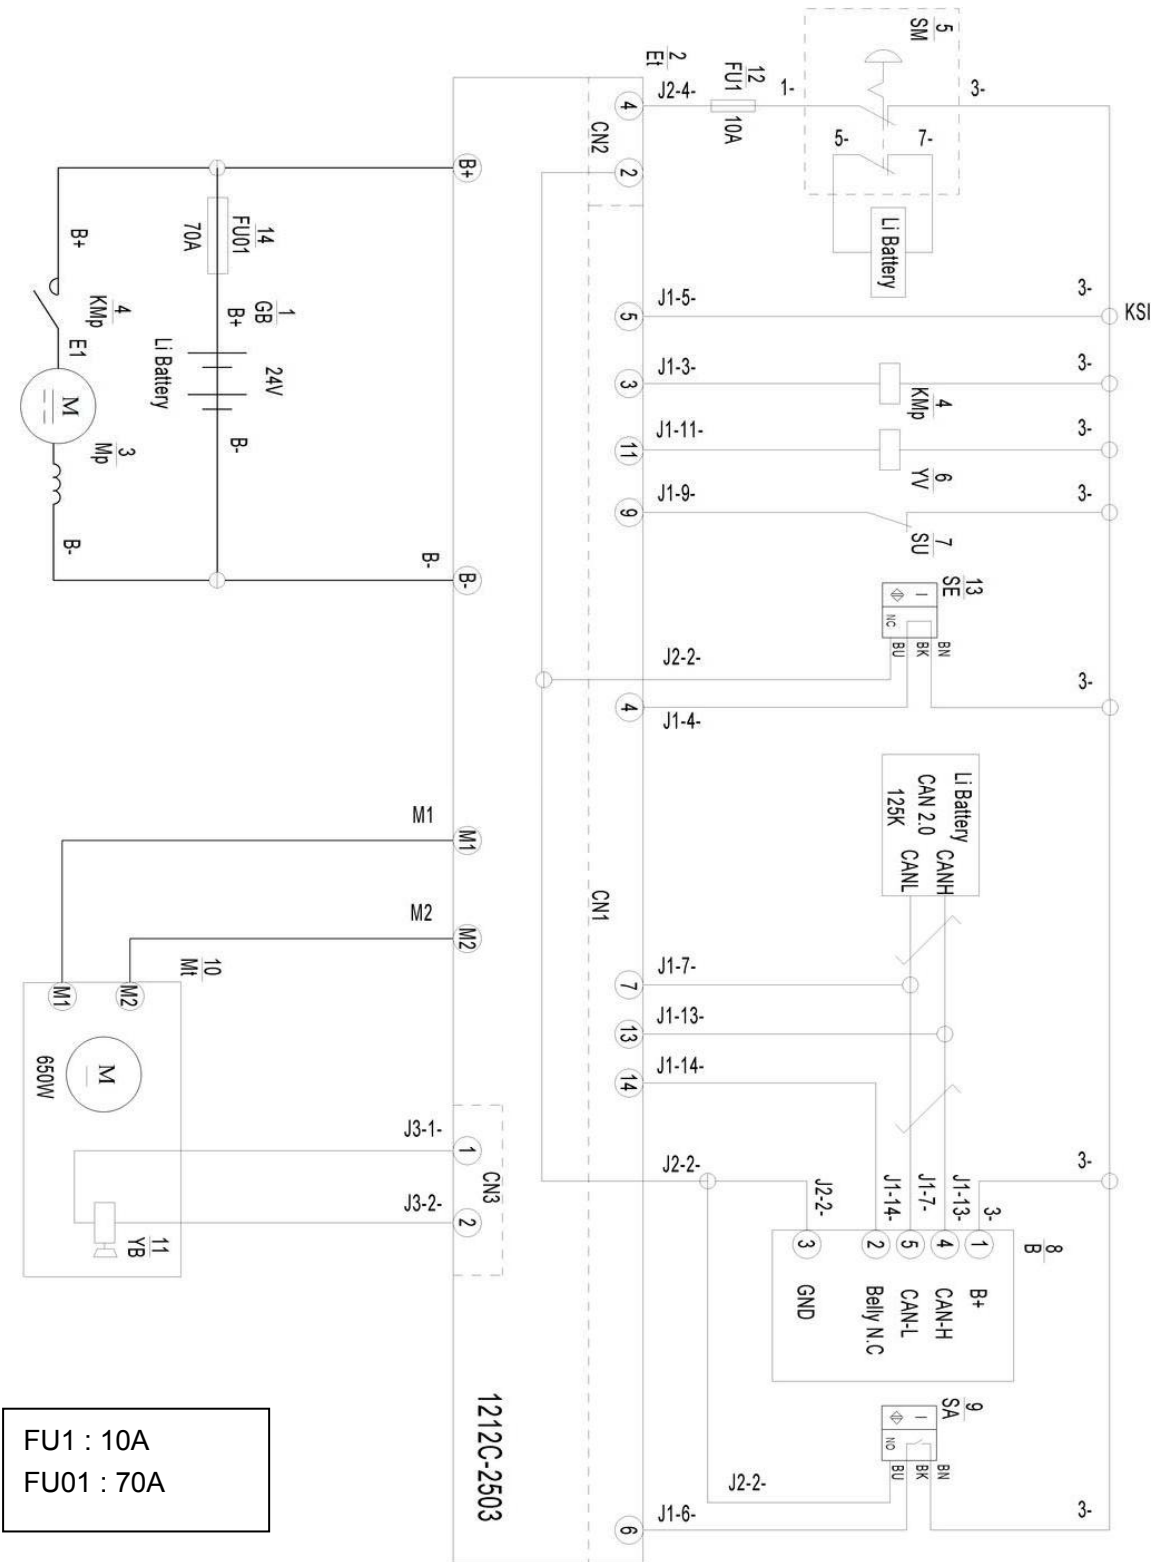 5
SM
2
Et
12
FU1
10A
J2-4-
1-
3-
5-
7-
Li Battery
4
CN2
2
B+
14
FU01
70A
B+
1
GB
B+
24V
Li Battery
B-
4
KMp
E1
M
3
Mp
B-
B-
B-
J1-5-
5
3-
KSI
J1-3-
3
4
KMp
3-
J1-11-
11
6
YV
3-
J1-9-
9
7
SU
3-
13
SE
I
NC
BU
BK
BN
J2-2-
4
J1-4-
3-
Li Battery
CAN 2.0
125K
CANH
CANL
CN1
M1
M1
M2
M2
10
Mt
M1
M2
M
650W
J1-7-
7
J1-13-
13
J1-14-
14
J3-1-
1
CN3
J3-2-
2
11
YB
J2-2-
3-
J2-2-
J1-14-
J1-7-
J1-13-
3-
8
B
3
2
5
4
1
GND
Belly N.C
CAN-L
CAN-H
B+
9
SA
I
NO
BU
BK
BN
J2-2-
J1-6-
6
3-
1212C-2503
FU1 : 10A
FU01 : 70A